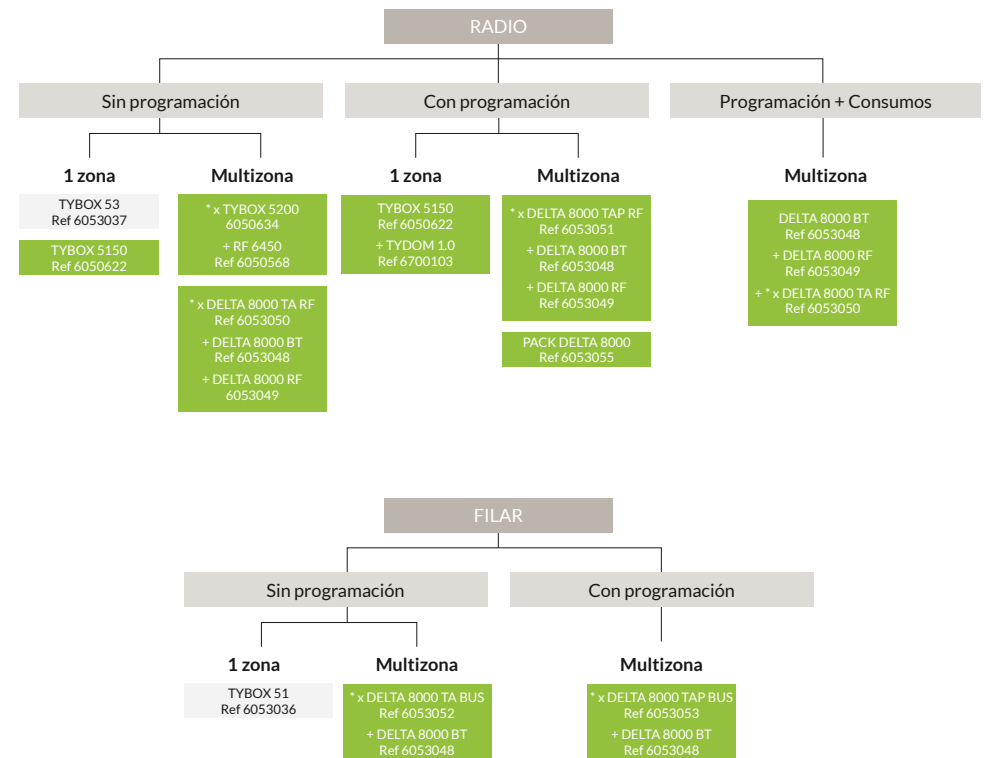 RADIO
Sin programación
1 zona
TYBOX 53
Ref 6053037
TYBOX 5150
Ref 6050622
Multizona
* x TYBOX 5200
6050634
+ RF 6450
Ref 6050568
* x DELTA 8000 TA RF
Ref 6053050
+ DELTA 8000 BT
Ref 6053048
+ DELTA 8000 RF
6053049
Con programación
1 zona
TYBOX 5150
Ref 6050622
+ TYDOM 1.0
Ref 6700103
Multizona
* x DELTA 8000 TAP RF
Ref 6053051
+ DELTA 8000 BT
Ref 6053048
+ DELTA 8000 RF
Ref 6053049
PACK DELTA 8000
Ref 6053055
Programación + Consumos
Multizona
DELTA 8000 BT
Ref 6053048
+ DELTA 8000 RF
Ref 6053049
+ * x DELTA 8000 TA RF
Ref 6053050
FILAR
Sin programación
1 zona
TYBOX 51
Ref 6053036
Multizona
* x DELTA 8000 TA BUS
Ref 6053052
+ DELTA 8000 BT
Ref 6053048
Con programación
Multizona
* x DELTA 8000 TAP BUS
Ref 6053053
+ DELTA 8000 BT
Ref 6053048